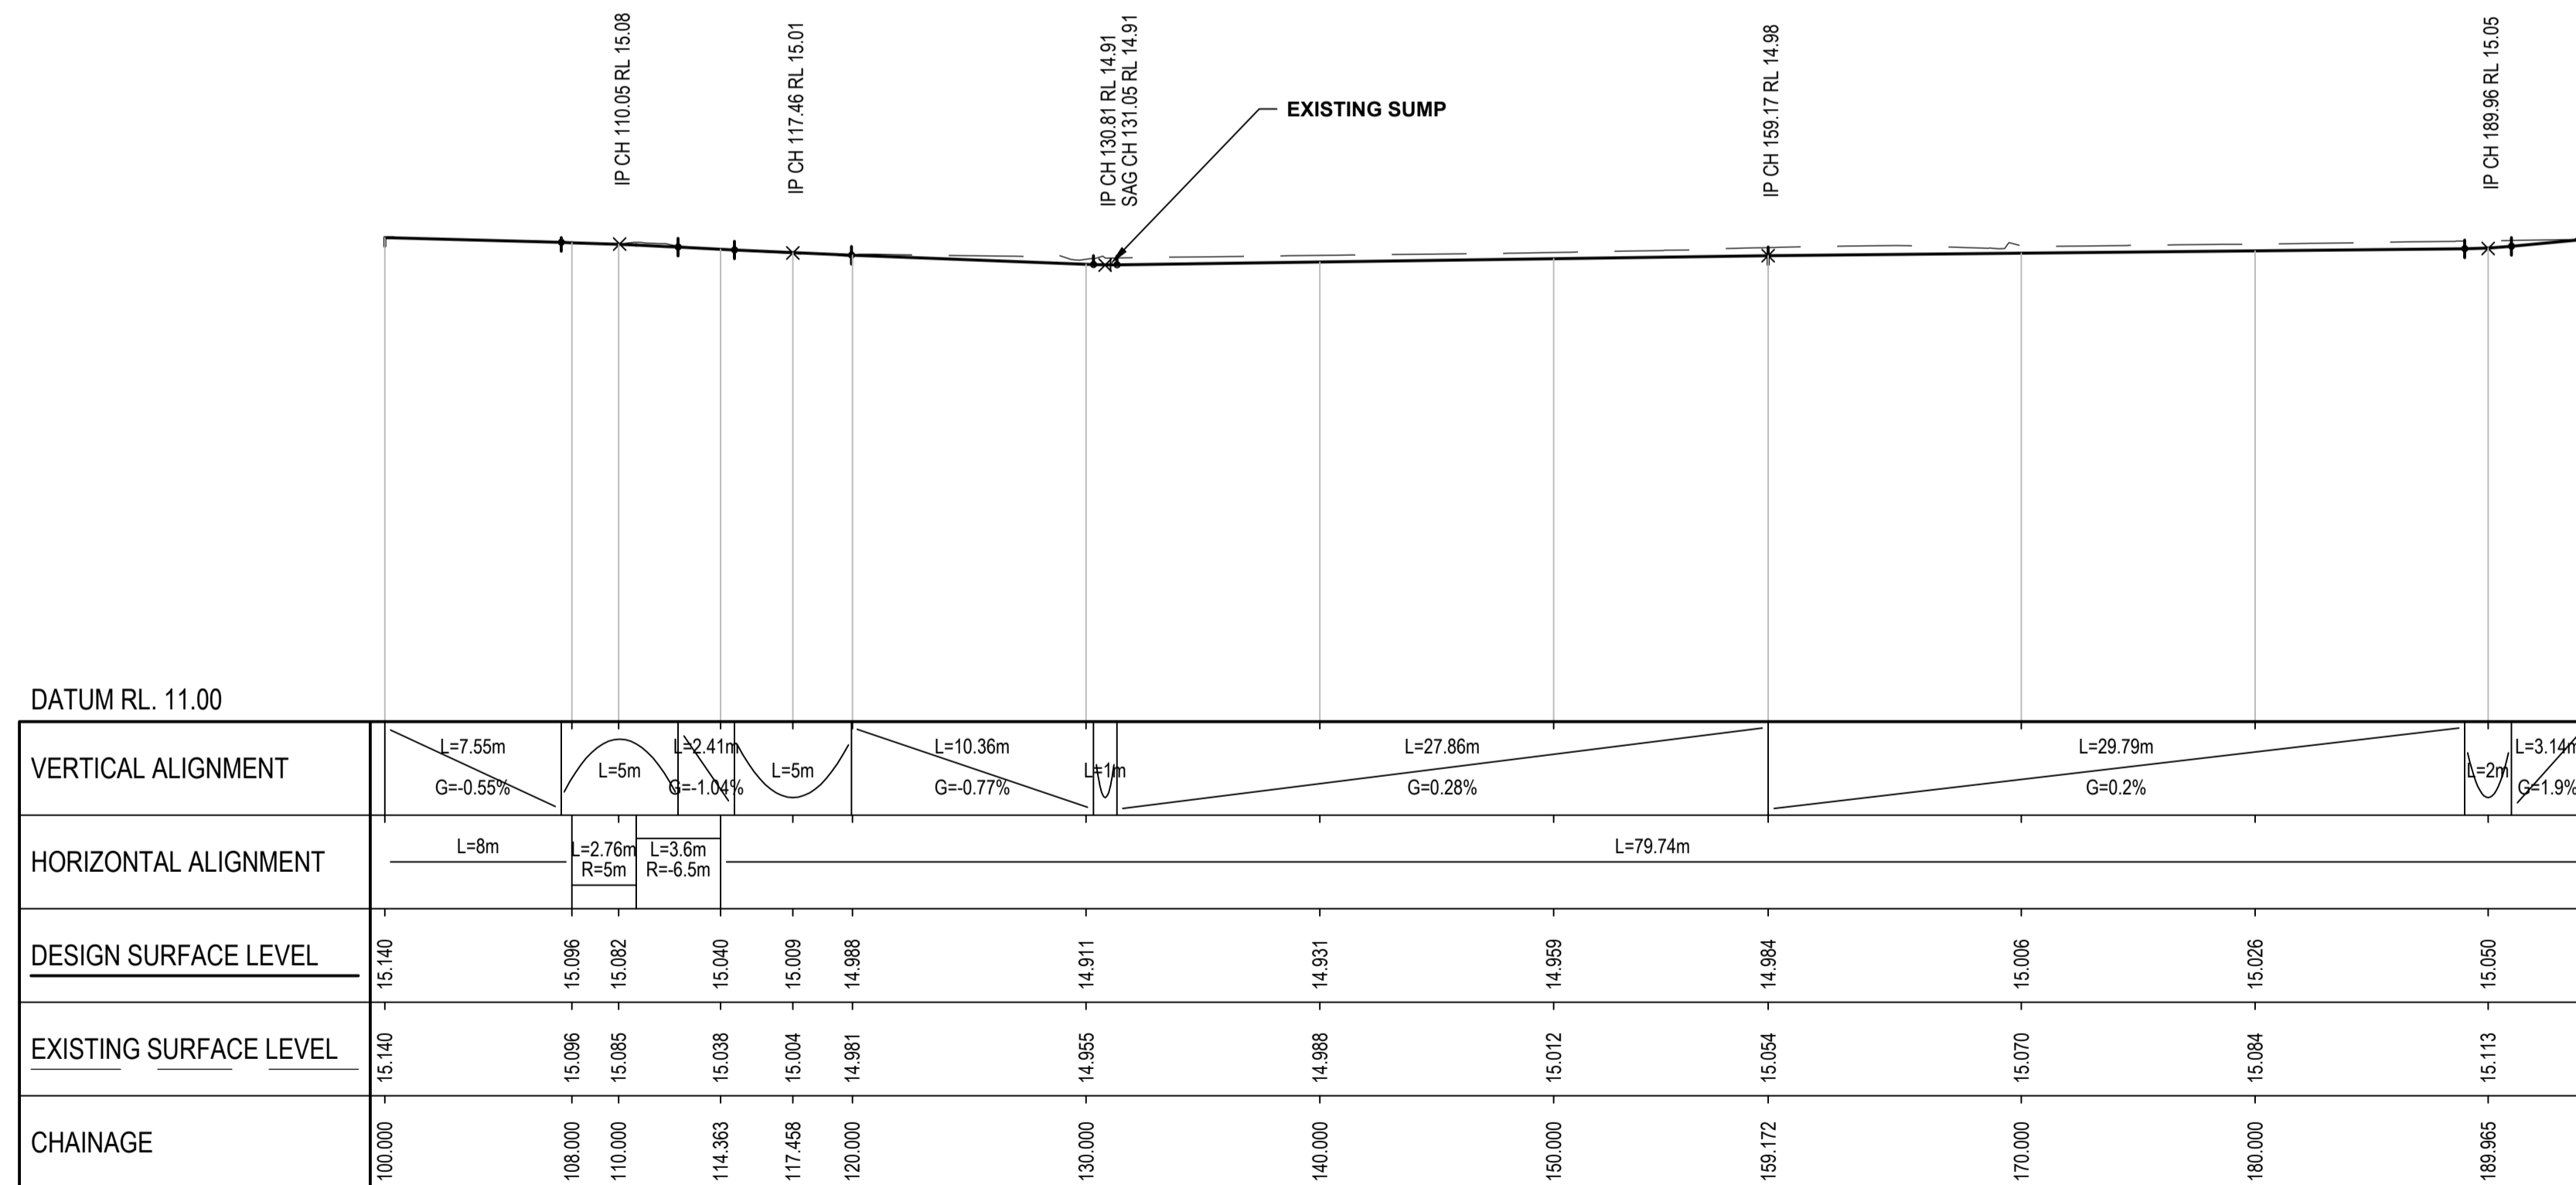 IP CH 110.05 RL 15.08
IP CH 117.46 RL 15.01
IP CH 130.81 RL 14.91
SAG CH 131.05 RL 14.91
IP CH 159.17 RL 14.98
IP CH 189.96 RL 15.05
EXISTING SUMP
DATUM RL. 11.00
VERTICAL ALIGNMENT
L=7.55m
G=-0.55%
L=5m
L=2.41m
G=-1.04%
L=5m
L=10.36m
G=-0.77%
L=1m
L=27.86m
G=0.28%
L=29.79m
G=0.2%
L=2m
L=3.14m
G=1.9%
HORIZONTAL ALIGNMENT
L=8m
L=2.76m
R=5m
L=3.6m
R=-6.5m
L=79.74m
DESIGN SURFACE LEVEL
15.140
15.096
15.082
15.040
15.009
14.988
14.911
14.931
14.959
14.984
15.006
15.026
15.050
EXISTING SURFACE LEVEL
15.140
15.096
15.085
15.038
15.004
14.981
14.955
14.988
15.012
15.054
15.070
15.084
15.113
CHAINAGE
100.000
108.000
110.000
114.363
117.458
120.000
130.000
140.000
150.000
159.172
170.000
180.000
189.965